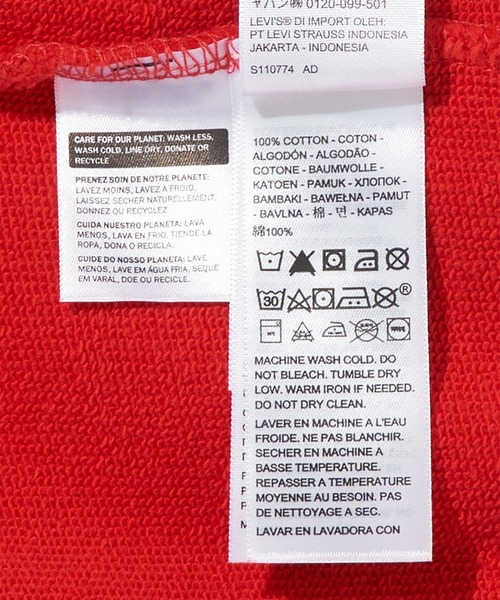 ャパン㈱ 0120-099-501
LEVI'S® DI IMPORT OLEH:
PT LEVI STRAUSS INDONESIA
JAKARTA - INDONESIA
S110774 AD
CARE FOR OUR PLANET: WASH LESS,
WASH COLD, LINE DRY, DONATE OR
RECYCLE
PRENEZ SOIN DE NOTRE PLANETE:
LAVEZ MOINS, LAVEZ A FROID,
LAISSEZ SECHER NATURELLEMENT,
DONNEZ OU RECYCLEZ
CUIDA NUESTRO PLANETA: LAVA
MENOS, LAVA EN FRIO, TIENDE LA
ROPA, DONA O RECICLA.
CUIDE DO NOSSO PLANETA: LAVE
MENOS, LAVE EM ÁGUA FRIA, SEQUE
EM VARAL, DOE OU RECICLE.
100% COTTON - COTON -
ALGODÓN - ALGODÃO -
COTONE - BAUMWOLLE -
KATOEN - PAMUK - ХЛОПОК -
BAMBAKI - BAWEŁNA - PAMUT
- BAVLNA - 棉 - 면 - KAPAS
綿100%
30 ®
MACHINE WASH COLD. DO
NOT BLEACH. TUMBLE DRY
LOW. WARM IRON IF NEEDED.
DO NOT DRY CLEAN.
LAVER EN MACHINE A L'EAU
FROIDE. NE PAS BLANCHIR.
SECHER EN MACHINE A
BASSE TEMPERATURE.
REPASSER A TEMPERATURE
MOYENNE AU BESOIN. PAS
DE NETTOYAGE A SEC.
LAVAR EN LAVADORA CON